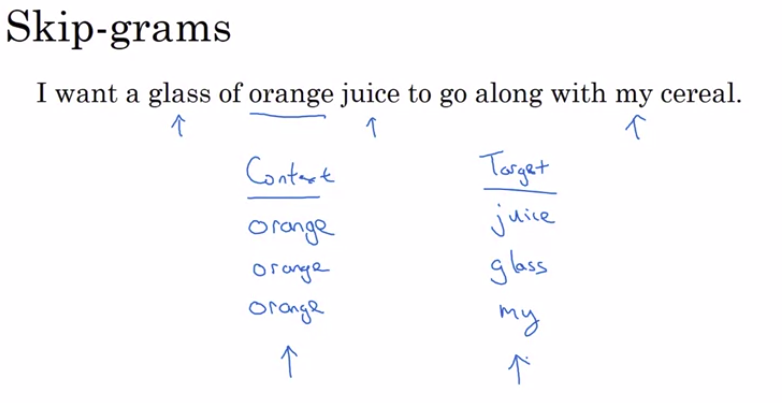 Skip-grams
I want a glass of orange juice to go along with my cereal.
Context Target
orange juice
orange glass
orange my